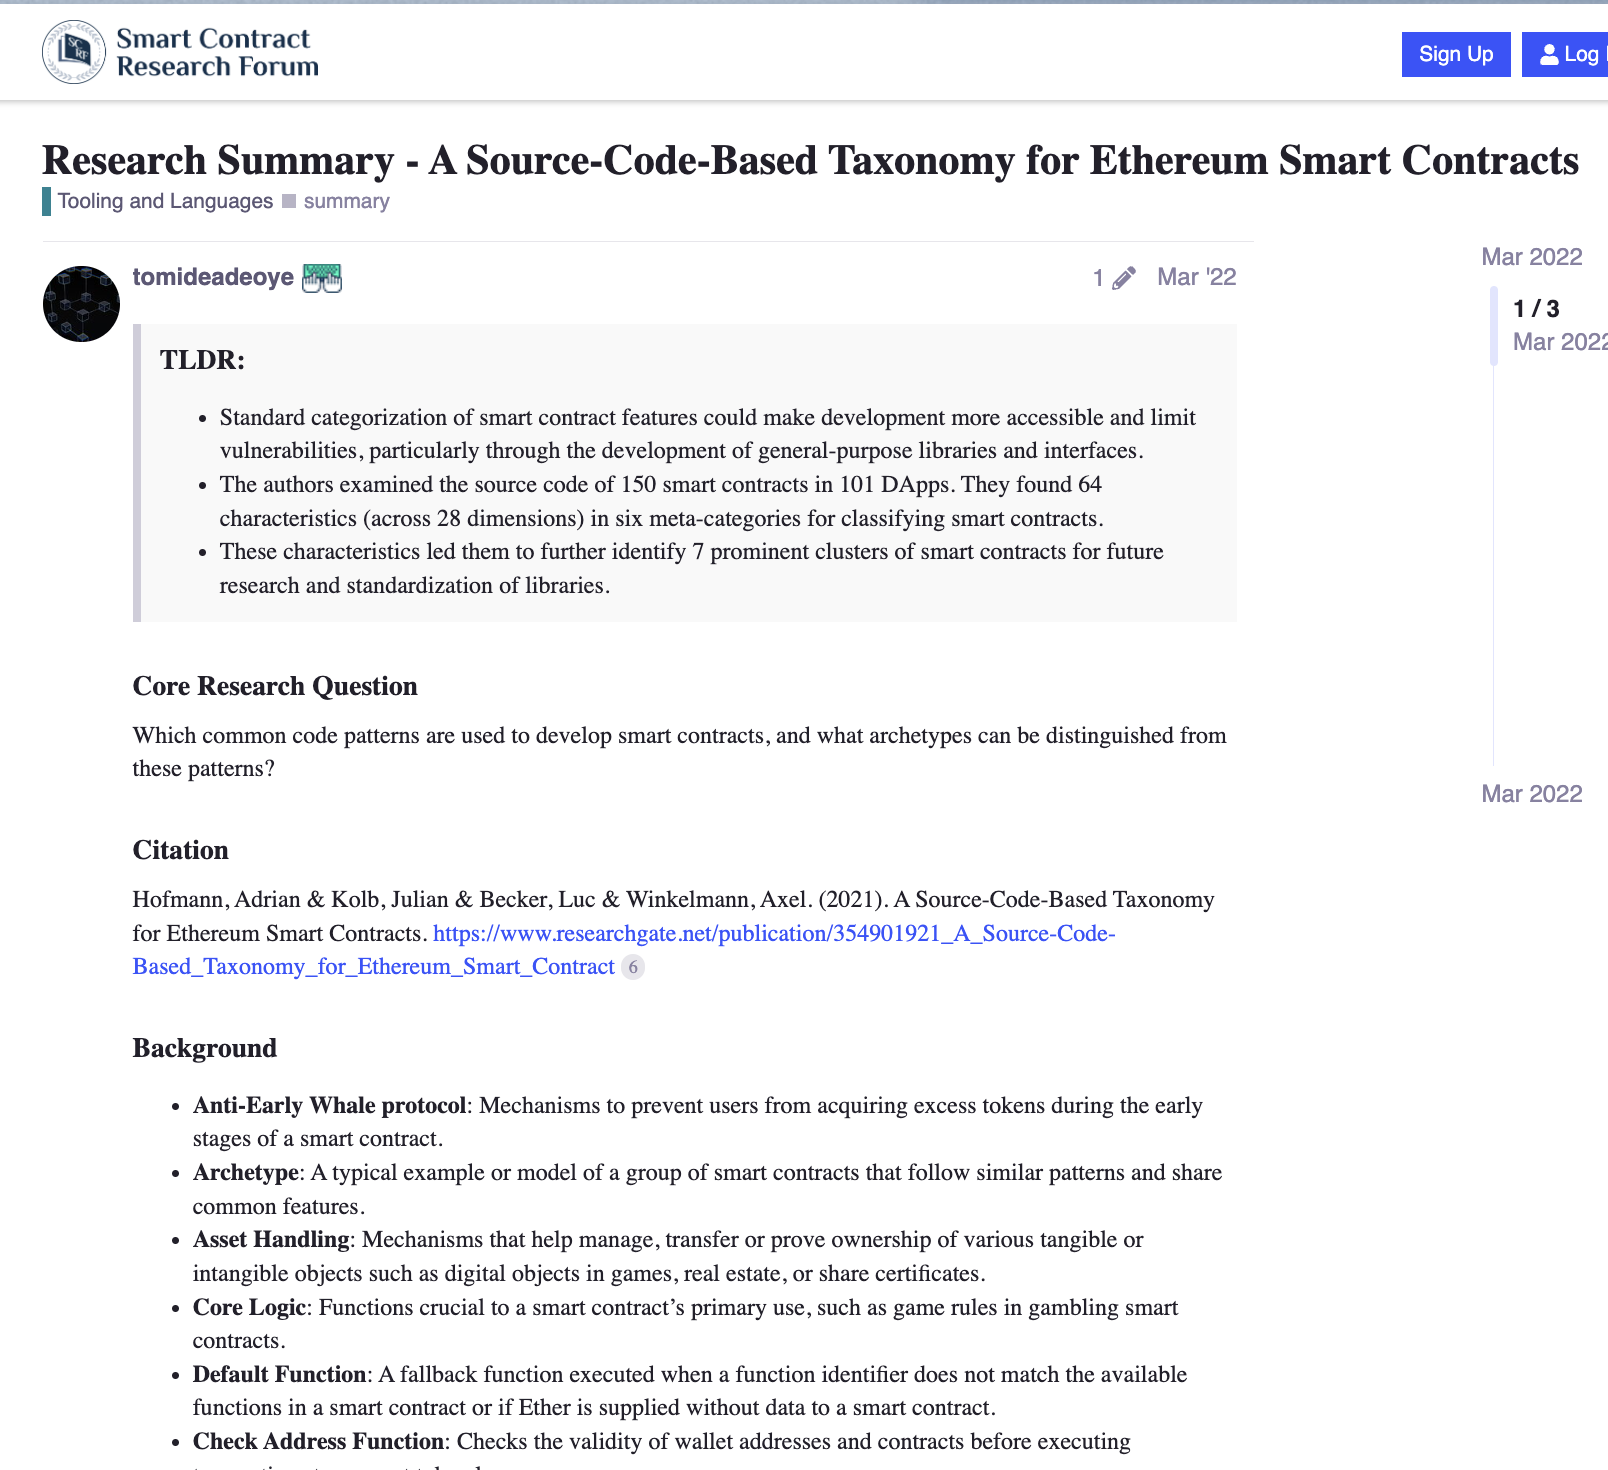 Smart Contract
Research Forum
Sign Up
Log
Research Summary - A Source-Code-Based Taxonomy for Ethereum Smart Contracts
Tooling and Languages summary
Mar 2022
tomideadeoye 1 Mar '22
1 / 3
Mar 2022
TLDR:
• Standard categorization of smart contract features could make development more accessible and limit
vulnerabilities, particularly through the development of general-purpose libraries and interfaces.
• The authors examined the source code of 150 smart contracts in 101 DApps. They found 64
characteristics (across 28 dimensions) in six meta-categories for classifying smart contracts.
• These characteristics led them to further identify 7 prominent clusters of smart contracts for future
research and standardization of libraries.
Core Research Question
Which common code patterns are used to develop smart contracts, and what archetypes can be distinguished from
these patterns?
Mar 2022
Citation
Hofmann, Adrian & Kolb, Julian & Becker, Luc & Winkelmann, Axel. (2021). A Source-Code-Based Taxonomy
for Ethereum Smart Contracts. https://www.researchgate.net/publication/354901921_A_Source-Code-
Based_Taxonomy_for_Ethereum_Smart_Contract 6
Background
• Anti-Early Whale protocol: Mechanisms to prevent users from acquiring excess tokens during the early
stages of a smart contract.
• Archetype: A typical example or model of a group of smart contracts that follow similar patterns and share
common features.
• Asset Handling: Mechanisms that help manage, transfer or prove ownership of various tangible or
intangible objects such as digital objects in games, real estate, or share certificates.
• Core Logic: Functions crucial to a smart contract’s primary use, such as game rules in gambling smart
contracts.
• Default Function: A fallback function executed when a function identifier does not match the available
functions in a smart contract or if Ether is supplied without data to a smart contract.
• Check Address Function: Checks the validity of wallet addresses and contracts before executing